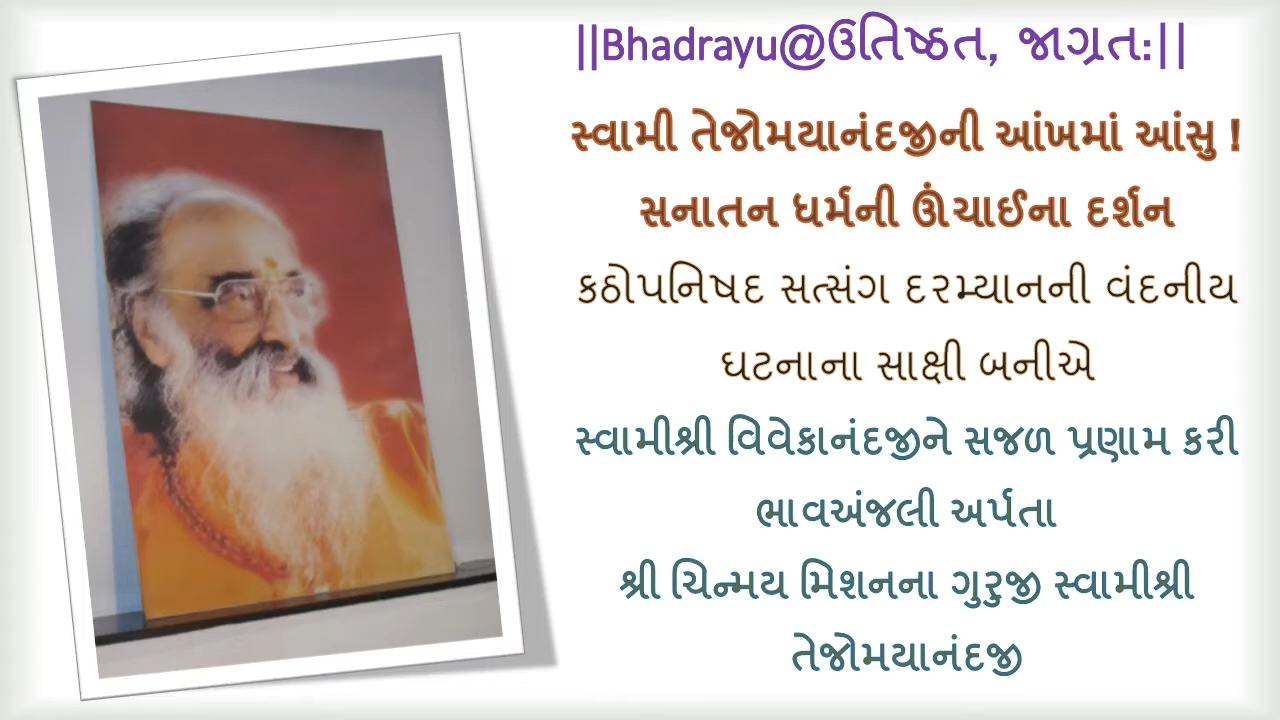 ||Bhadrayu@ઉતિષ્ઠત, જાગ્રત:||
સ્વામી તેજોમયાનંદજીની આંખમાં આંસુ !
સનાતન ધર્મની ઊંચાઈના દર્શન
કઠોપનિષદ સત્સંગ દરમ્યાનની વંદનીય
ઘટનાના સાક્ષી બનીએ
સ્વામીશ્રી વિવેકાનંદજીને સજળ પ્રણામ કરી
ભાવઅંજલી અર્પતા
શ્રી ચિન્મય મિશનના ગુરુજી સ્વામીશ્રી
તેજોમયાનંદજી